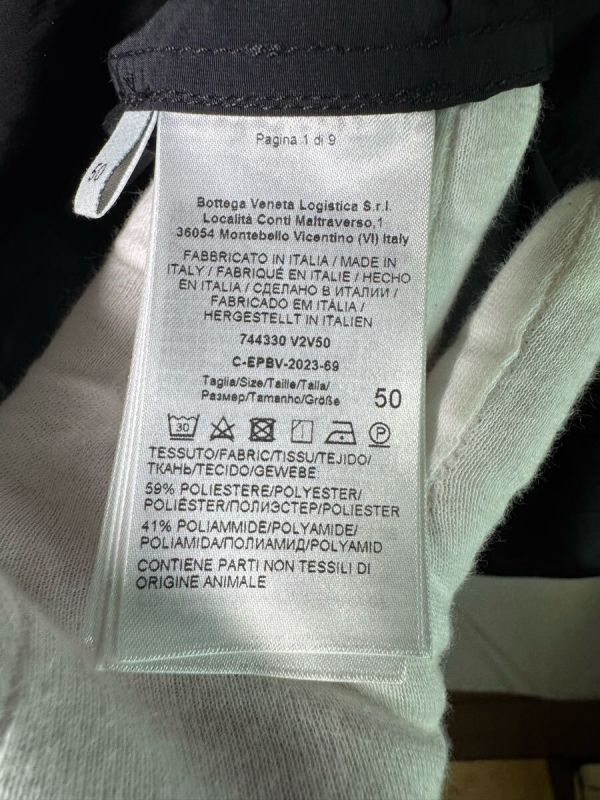 Pagina 1 di 9
50
Bottega Veneta Logistica S.r.l.
Località Conti Maltraverso,1
36054 Montebello Vicentino (VI) Italy
FABBRICATO IN ITALIA / MADE IN
ITALY / FABRIQUÉ EN ITALIE / HECHO
EN ITALIA / СДЕЛАНО В ИТАЛИИ /
FABRICADO EM ITÁLIA /
HERGESTELLT IN ITALIEN
744330 V2V50
C-EPBV-2023-69
Taglia/Size/Taille/Talla/
Размер/Tamanho/Größe
50
30
P
TESSUTO/FABRIC/TISSU/TEJIDO/
ТКАНЬ/TECIDO/GEWEBE
59% POLIESTERE/POLYESTER/
POLIÉSTER/ПОЛИЭСТЕР/POLIESTER
41% POLIAMMIDE/POLYAMIDE/
POLIAMIDA/ПОЛИАМИД/POLYAMID
CONTIENE PARTI NON TESSILI DI
ORIGINE ANIMALE